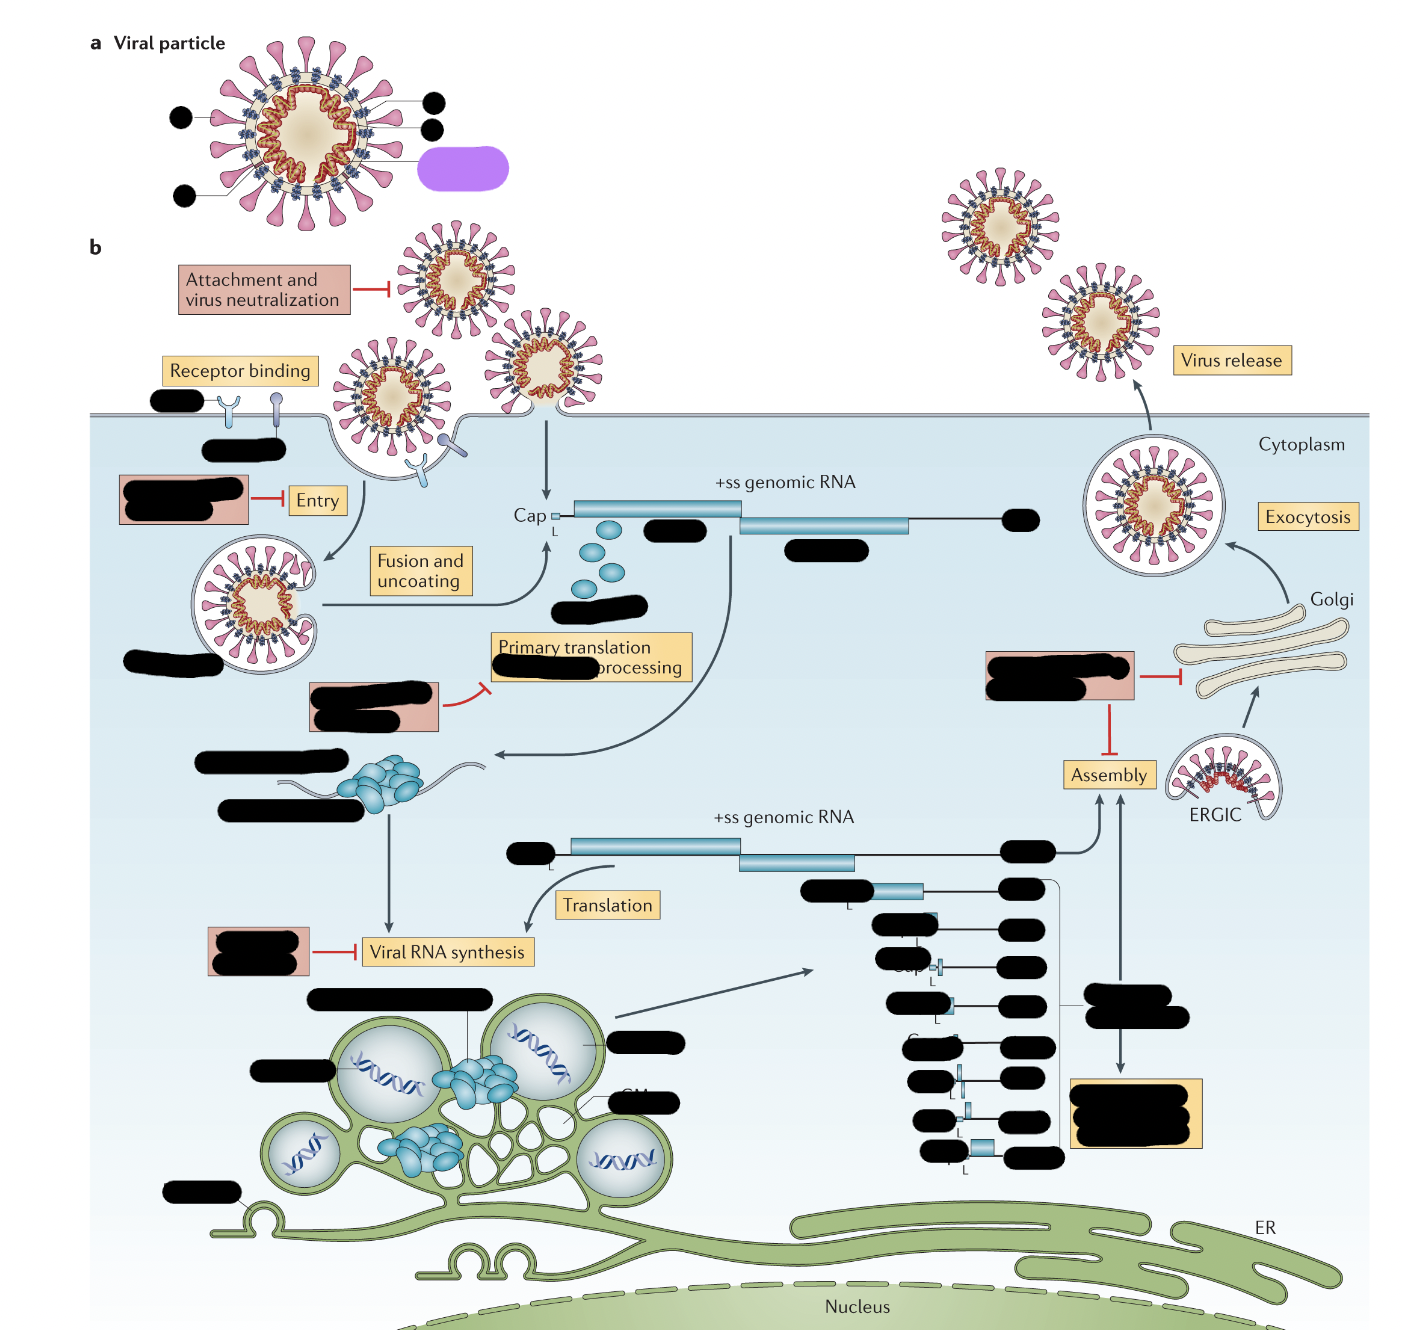 a Viral particle
b
Attachment and
virus neutralization
Receptor binding
Virus release
Cytoplasm
Entry
+ss genomic RNA
Cap
L
Exocytosis
Fusion and
uncoating
Golgi
Primary translation
processing
Assembly
ERGIC
+ss genomic RNA
L
Translation
L
Viral RNA synthesis
L
L
L
L
L
L
ER
Nucleus